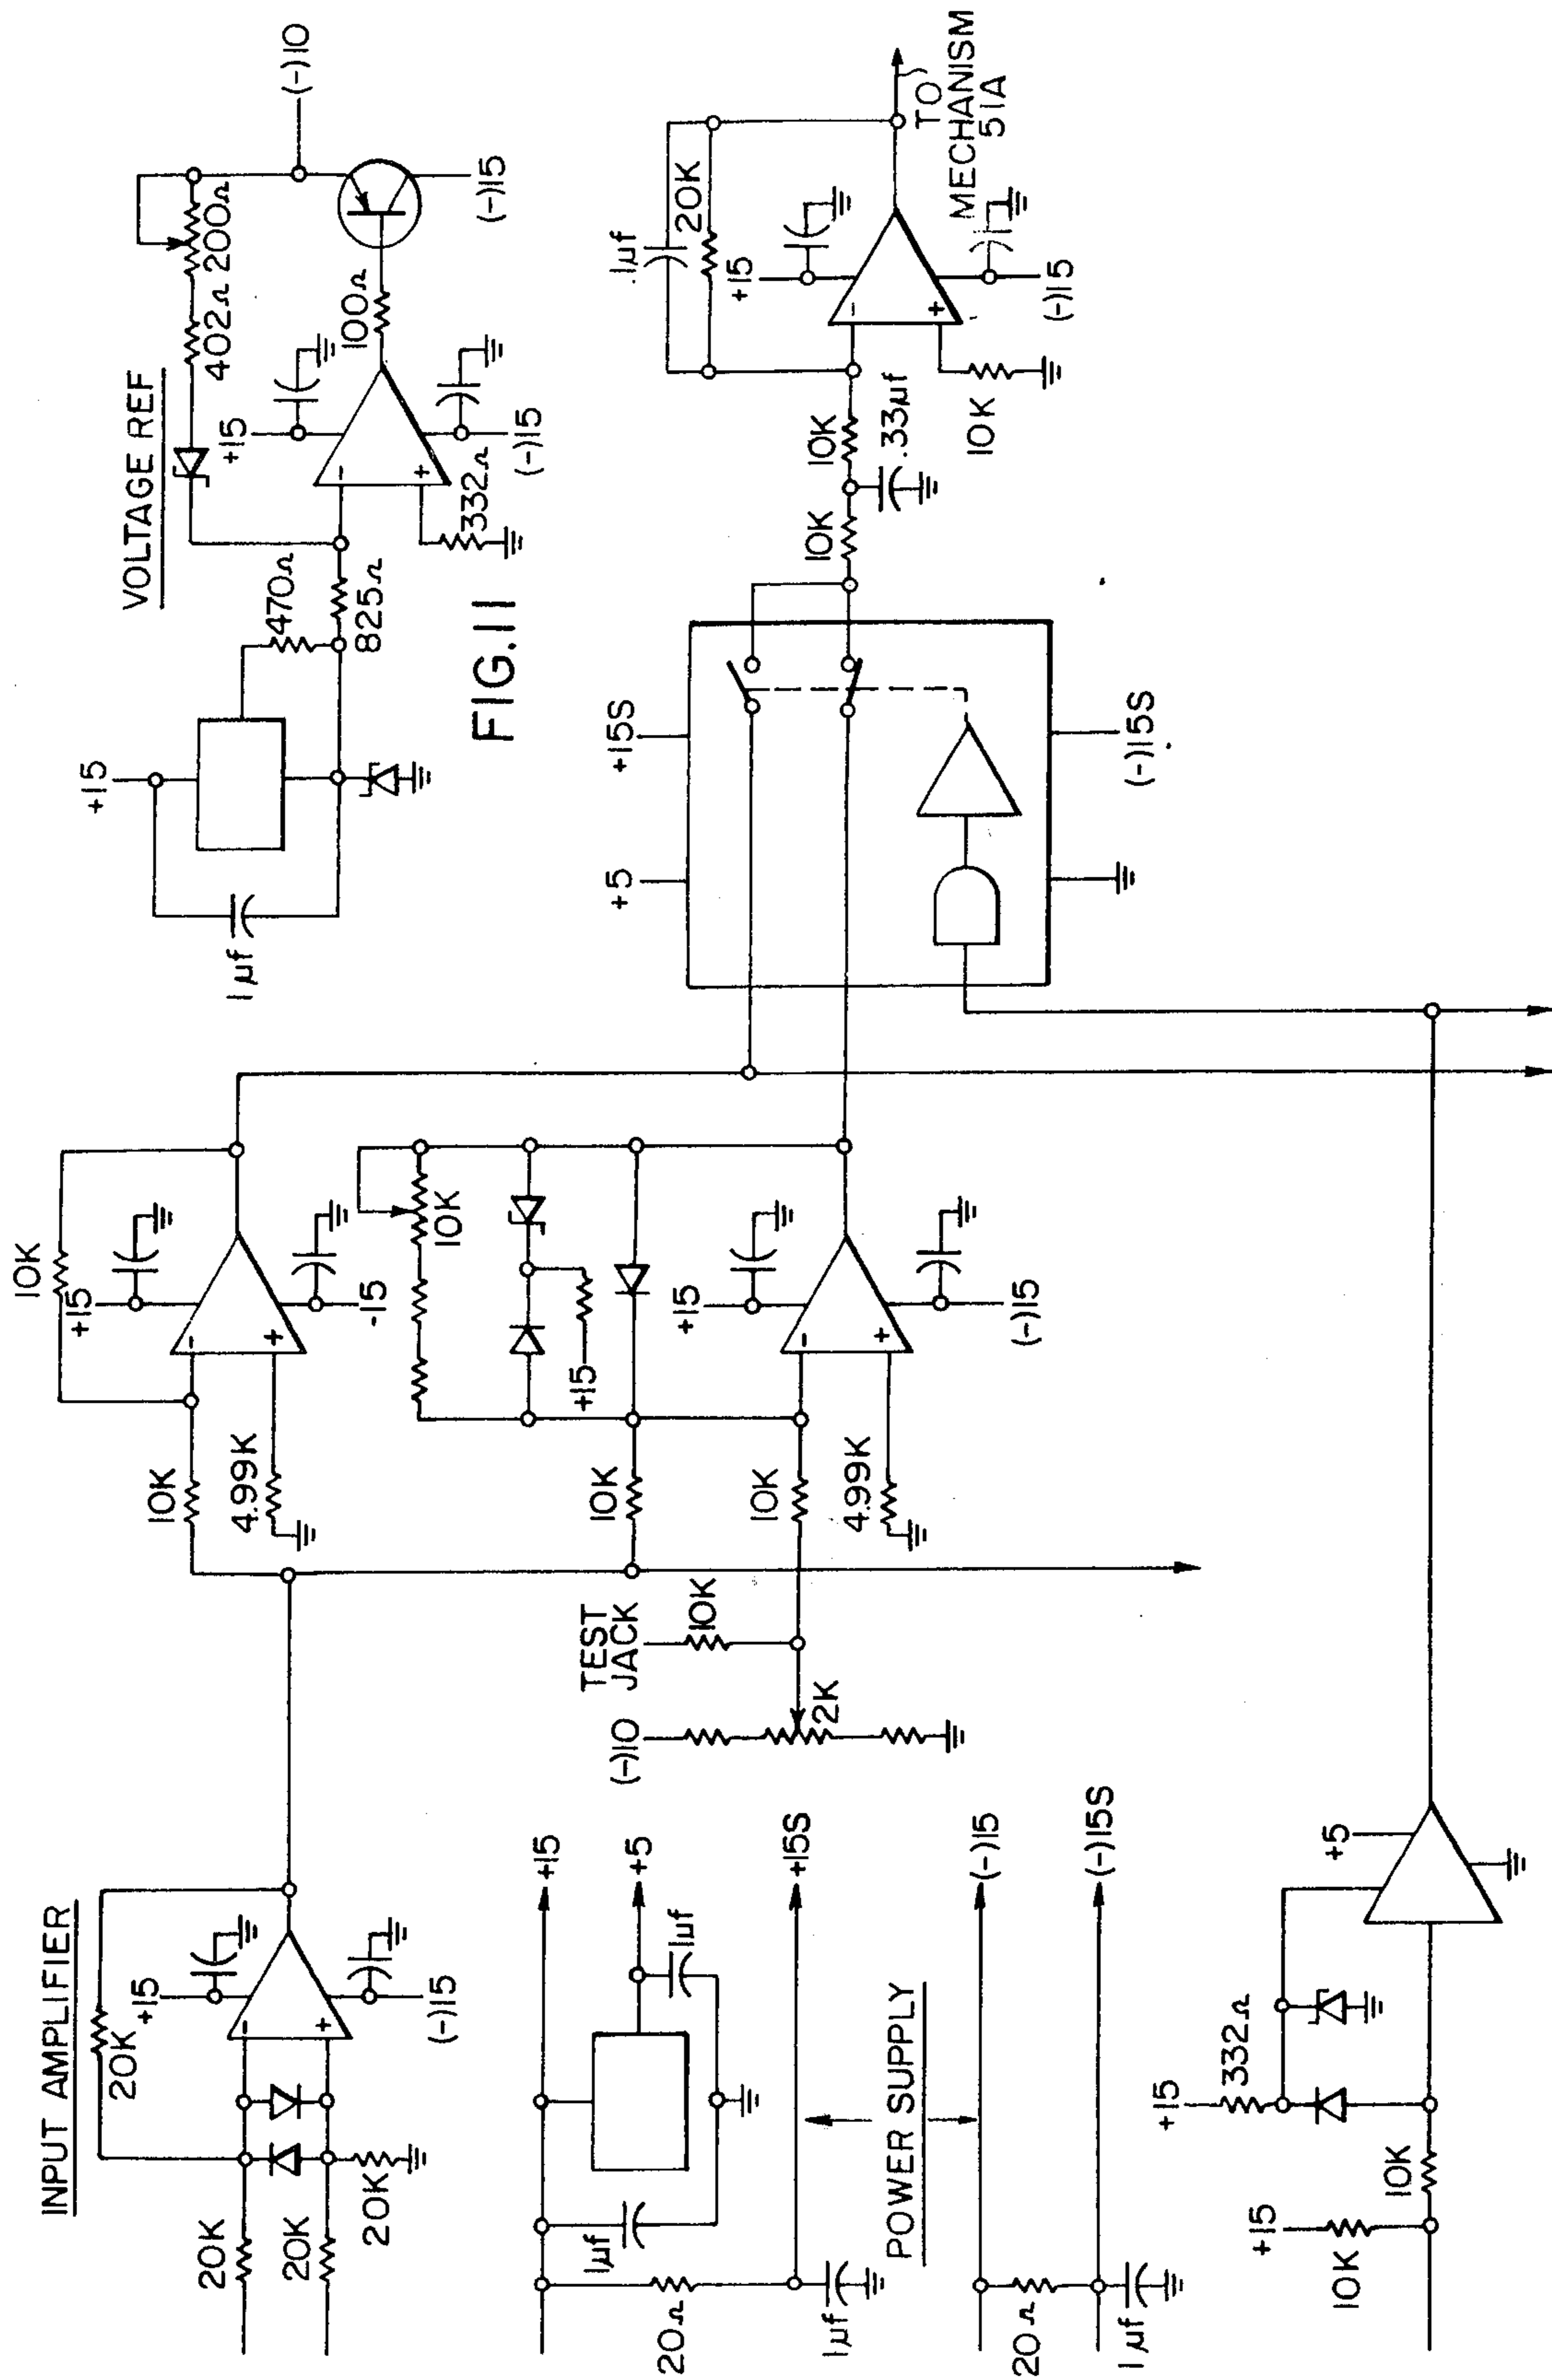 INPUT AMPLIFIER
20K
20K
20K
20K
+15
(-)15
10K
+15
-15
10K
4.99K
10K
+15
10K
10K
4.99K
+15
(-)15
TEST
JACK
10K
(-)10
2K
+15
+5
+15S
(-)15
(-)15S
1µf
1µf
20Ω
1µf
POWER SUPPLY
20Ω
1µf
+15
332Ω
+5
+15
10K
10K
VOLTAGE REF
+15
1µf
470Ω
825Ω
402Ω 200Ω
+15
100Ω
332Ω
(-)15
(-)10
(-)15
FIG.11
+5
+15S
(-)15S
10K
10K
.33µf
10K
.1µf
20K
+15
(-)15
TO
MECHANISM
51A